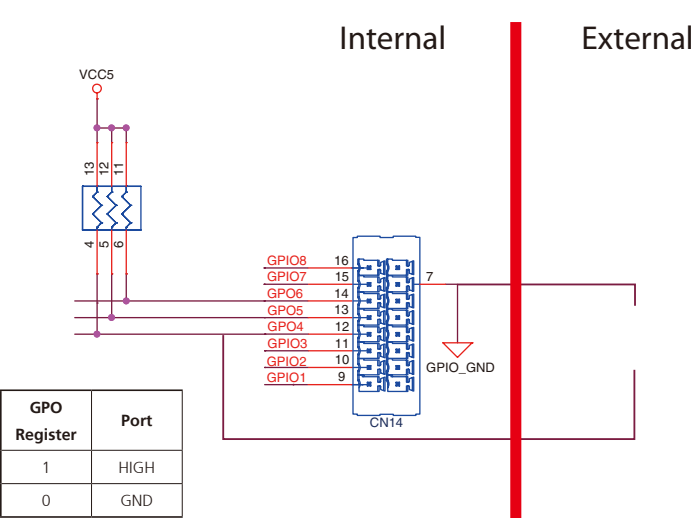 Internal External
VCC5
13 12 11
4 5 6
GPIO8 16
GPIO7 15 7
GPO6 14
GPO5 13
GPO4 12
GPIO3 11
GPIO2 10 GPIO_GND
GPIO1 9
CN14
GPO Register Port
1 HIGH
0 GND